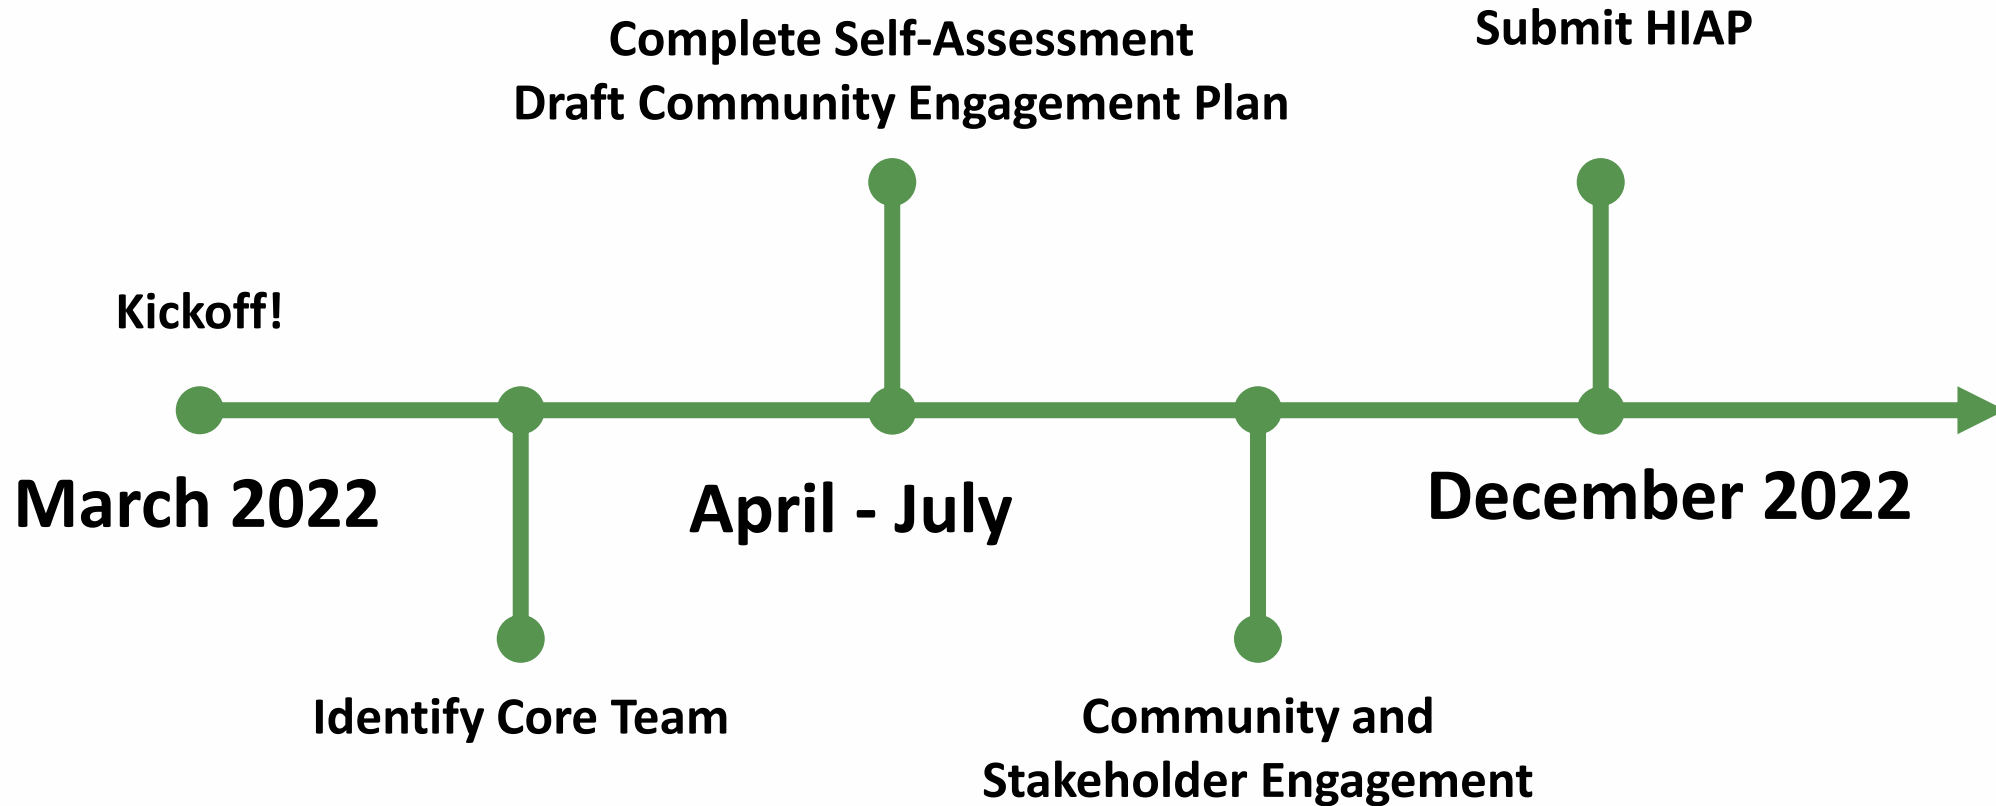 Complete Self-Assessment
Draft Community Engagement Plan
Submit HIAP
Kickoff!
March 2022
April - July
December 2022
Identify Core Team
Community and
Stakeholder Engagement